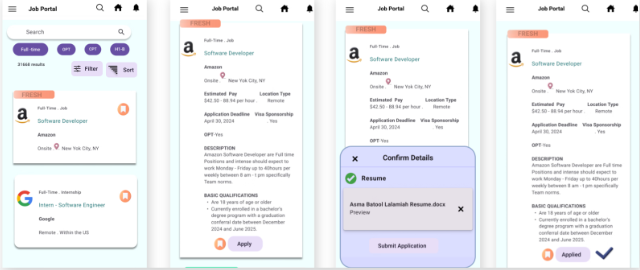 Job Portal
Search
Full-time
OPT
CPT
H1-B
21666 results
Filter
Sort
FRESH
Full-Time . Job
Software Developer
Amazon
Onsite New York City, NY
Full-Time . Internship
Intern - Software Engineer
Google
Remote . Within the US
Job Portal
FRESH
Full-Time . Job
Software Developer
Amazon
Onsite New York City, NY
Estimated Pay Location Type
$42.50 - 88.94 per hour . Remote
Application Deadline Visa Sponsorship
April 30, 2024 . Yes
OPT Yes
DESCRIPTION
Amazon Software Developer are Full time
Positions and intense should expect to
work Monday - Friday up to 40hours per
weekly between 8 am - t pm specifically
Team norms.
BASIC QUALIFICATIONS
• Are 18 years of age or older
• Currently enrolled in a bachelor's
degree program with a graduation
conferral date between December
2024 and June 2025.
Apply
Job Portal
FRESH
Full-Time . Job
Software Developer
Amazon
Onsite New York City, NY
Estimated Pay Location Type
$42.50 - 88.94 per hour . Remote
Application Deadline Visa Sponsorship
April 30, 2024 . Yes
OPT Yes
Confirm Details
Resume
Asma Batool Lalamiah Resume.docx
Preview
Submit Application
Job Portal
FRESH
Full-Time . Job
Software Developer
Amazon
Onsite New York City, NY
Estimated Pay Location Type
$42.50 - 88.94 per hour . Remote
Application Deadline Visa Sponsorship
April 30, 2024 . Yes
OPT Yes
DESCRIPTION
Amazon Software Developer are Full time
Positions and intense should expect to
work Monday - Friday up to 40hours per
weekly between 8 am - t pm specifically
Team norms.
BASIC QUALIFICATIONS
• Are 18 years of age or older
• Currently enrolled in a bachelor's
degree program with a graduation
conferral date between December
2024 and June 2025.
Applied